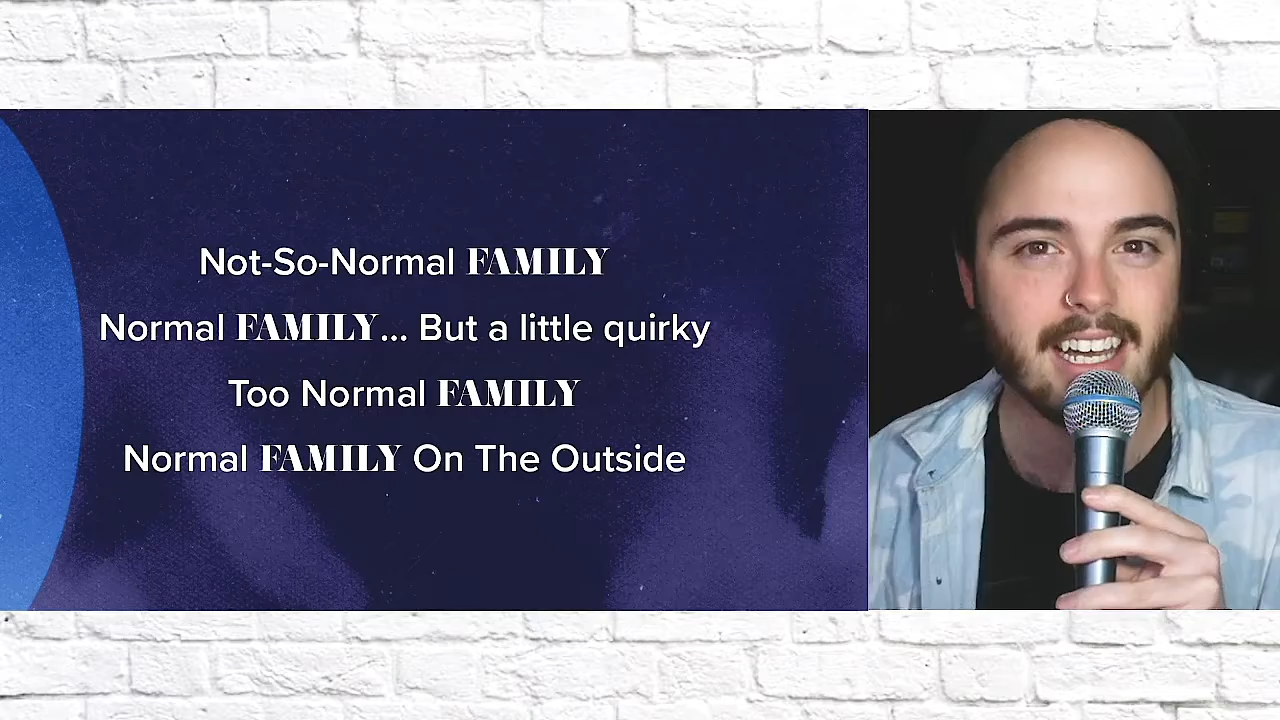 Not-So-Normal FAMILY
Normal FAMILY... But a little quirky
Too Normal FAMILY
Normal FAMILY On The Outside